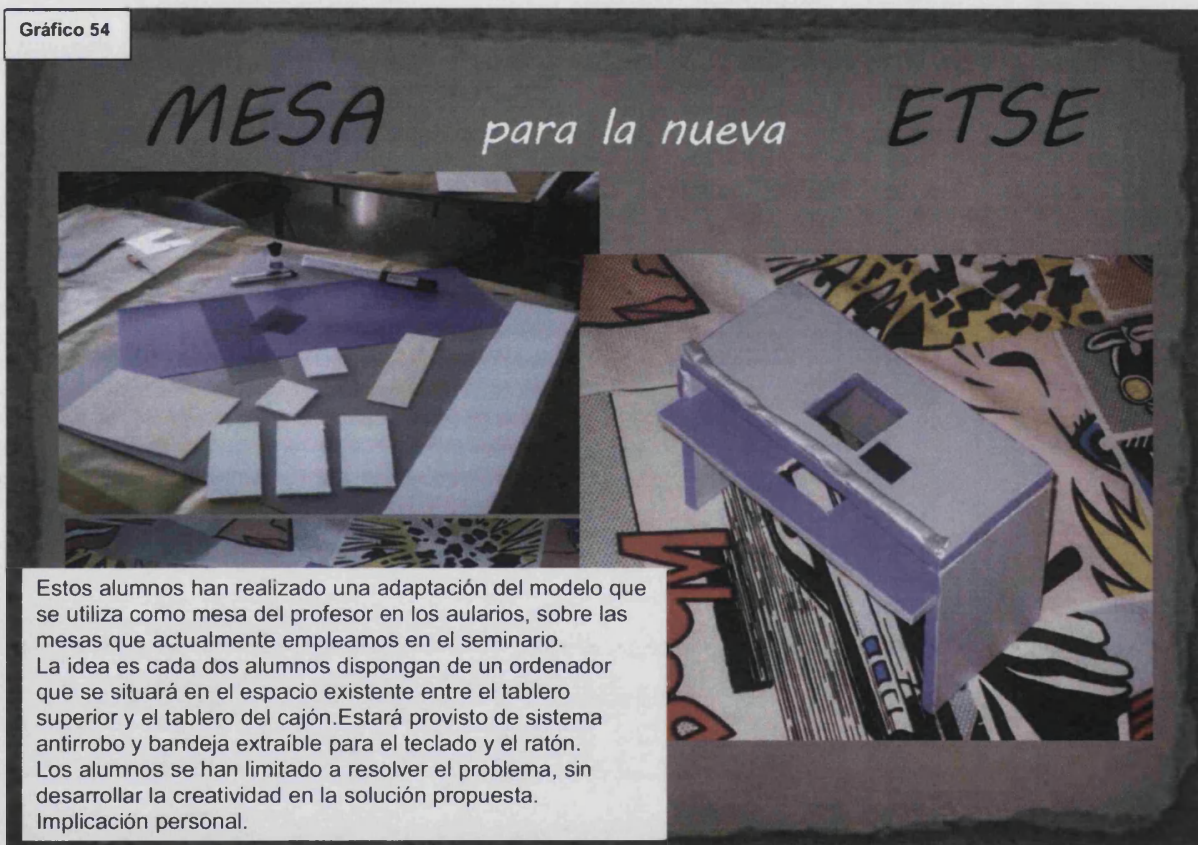 Gráfico 54
MESA para la nueva ETSE
Estos alumnos han realizado una adaptación del modelo que
se utiliza como mesa del profesor en los aularios, sobre las
mesas que actualmente empleamos en el seminario.
La idea es cada dos alumnos dispongan de un ordenador
que se situará en el espacio existente entre el tablero
superior y el tablero del cajón.Estará provisto de sistema
antirrobo y bandeja extraíble para el teclado y el ratón.
Los alumnos se han limitado a resolver el problema, sin
desarrollar la creatividad en la solución propuesta.
Implicación personal.